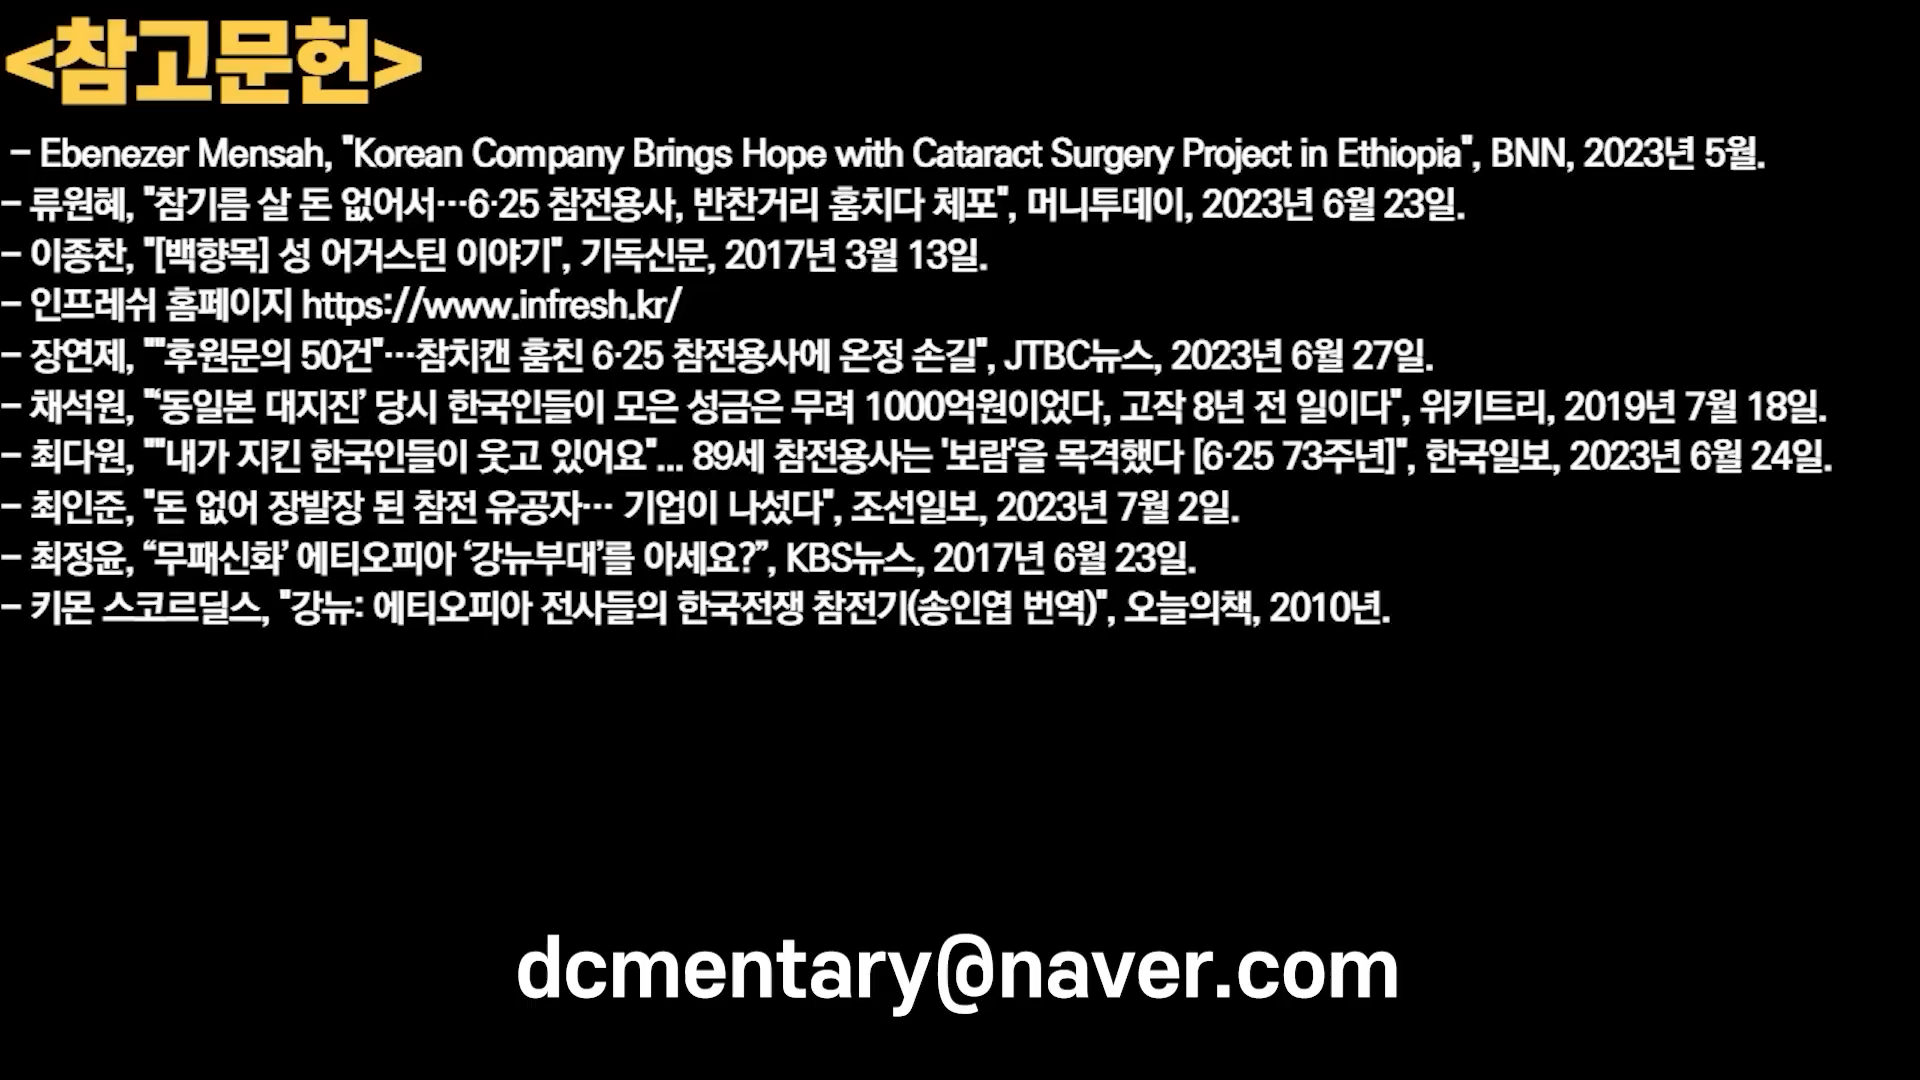 <참고문헌>
- Ebenezer Mensah, "Korean Company Brings Hope with Cataract Surgery Project in Ethiopia", BNN, 2023년 5월.
- 류원혜, "참기름 살 돈 없어서…6·25 참전용사, 반찬거리 훔치다 체포", 머니투데이, 2023년 6월 23일.
- 이종찬, "[백향목] 성 어거스틴 이야기", 기독신문, 2017년 3월 13일.
- 인프레쉬 홈페이지 https://www.infresh.kr/
- 장연제, ""후원문의 50건"…참치캔 훔친 6·25 참전용사에 온정 손길", JTBC뉴스, 2023년 6월 27일.
- 채석원, "‘동일본 대지진’ 당시 한국인들이 모은 성금은 무려 1000억원이었다, 고작 8년 전 일이다", 위키트리, 2019년 7월 18일.
- 최다원, ""내가 지킨 한국인들이 웃고 있어요"... 89세 참전용사는 '보람'을 목격했다 [6·25 73주년]", 한국일보, 2023년 6월 24일.
- 최인준, "돈 없어 장발장 된 참전 유공자… 기업이 나섰다", 조선일보, 2023년 7월 2일.
- 최정윤, “무패신화’ 에티오피아 ‘강뉴부대’를 아세요?”, KBS뉴스, 2017년 6월 23일.
- 키몬 스코르딜스, "강뉴: 에티오피아 전사들의 한국전쟁 참전기(송인엽 번역)", 오늘의책, 2010년.
dcmentary@naver.com